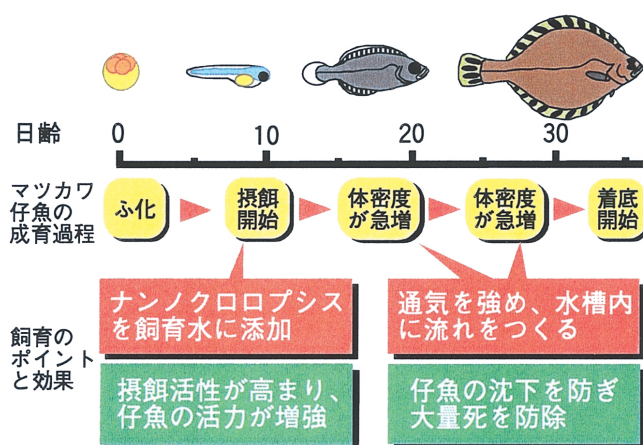 日齢 0 10 20 30
マツカワ
仔魚の
成育過程
ふ化
摂餌
開始
体密度
が急増
体密度
が急増
着底
開始
飼育の
ポイント
と効果
ナンノクロロプシス
を飼育水に添加
通気を強め、水槽内
に流れをつくる
摂餌活性が高まり、
仔魚の活力が増強
仔魚の沈下を防ぎ
大量死を防除